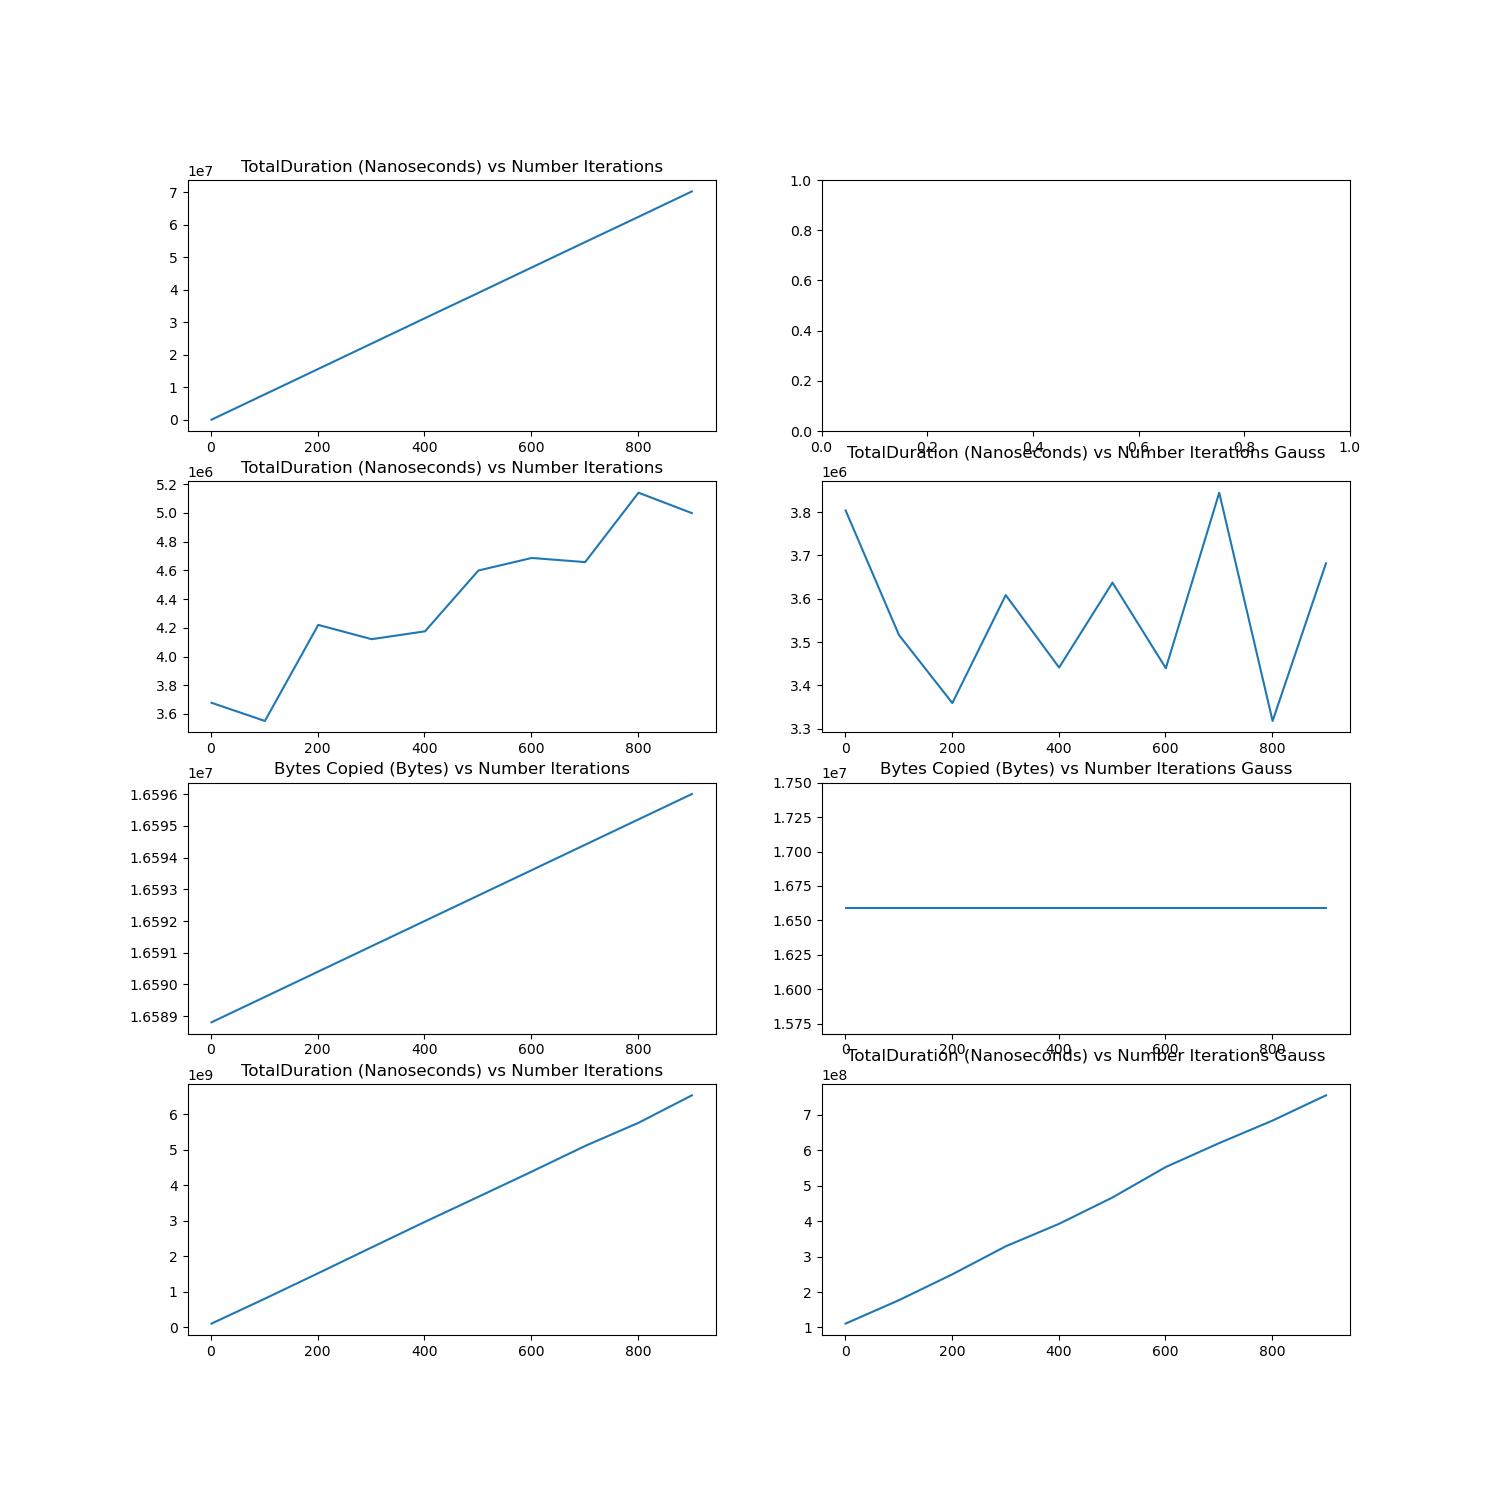 TotalDuration (Nanoseconds) vs Number Iterations
1e7
7
6
5
4
3
2
1
0
0 200 400 600 800
1.0
0.8
0.6
0.4
0.2
0.0
0.0 0.2 0.4 0.6 0.8 1.0
TotalDuration (Nanoseconds) vs Number Iterations
1e6
5.2
5.0
4.8
4.6
4.4
4.2
4.0
3.8
3.6
0 200 400 600 800
TotalDuration (Nanoseconds) vs Number Iterations Gauss
1e6
3.8
3.7
3.6
3.5
3.4
3.3
0 200 400 600 800
Bytes Copied (Bytes) vs Number Iterations
1e7
1.6596
1.6595
1.6594
1.6593
1.6592
1.6591
1.6590
1.6589
0 200 400 600 800
Bytes Copied (Bytes) vs Number Iterations Gauss
1e7
1.750
1.725
1.700
1.675
1.650
1.625
1.600
1.575
0 200 400 600 800
TotalDuration (Nanoseconds) vs Number Iterations
1e9
6
5
4
3
2
1
0
0 200 400 600 800
TotalDuration (Nanoseconds) vs Number Iterations Gauss
1e8
7
6
5
4
3
2
1
0 200 400 600 800